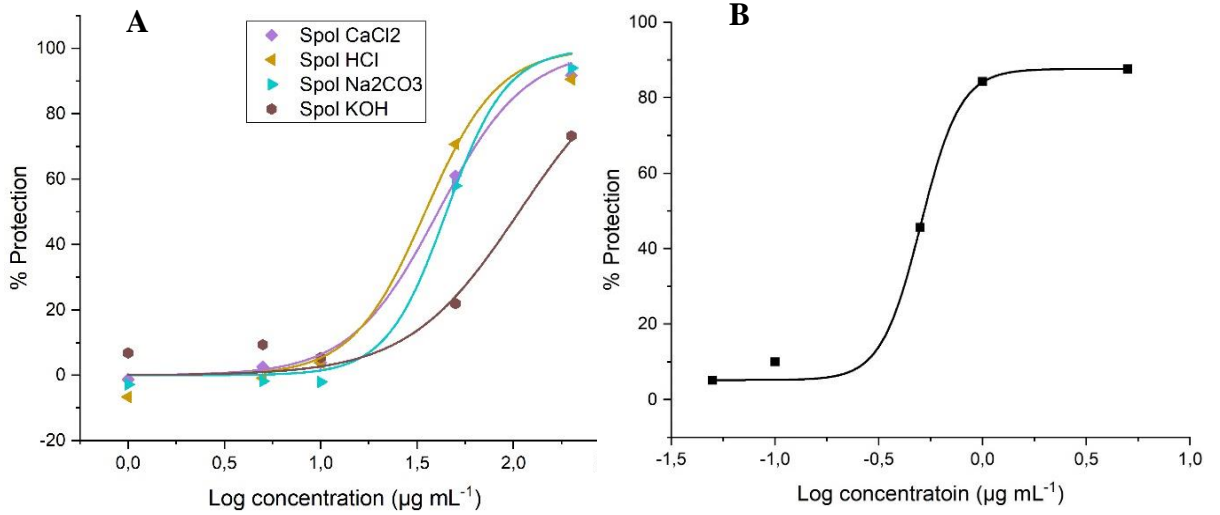 A
Spol CaCl2
Spol HCl
Spol Na2CO3
Spol KOH
100
80
60
40
20
0
-20
% Protection
0,0
0,5
1,0
1,5
2,0
Log concentration (µg mL⁻¹)
B
100
80
60
40
20
0
% Protection
-1,5
-1,0
-0,5
0,0
0,5
1,0
Log concentratoin (µg mL⁻¹)